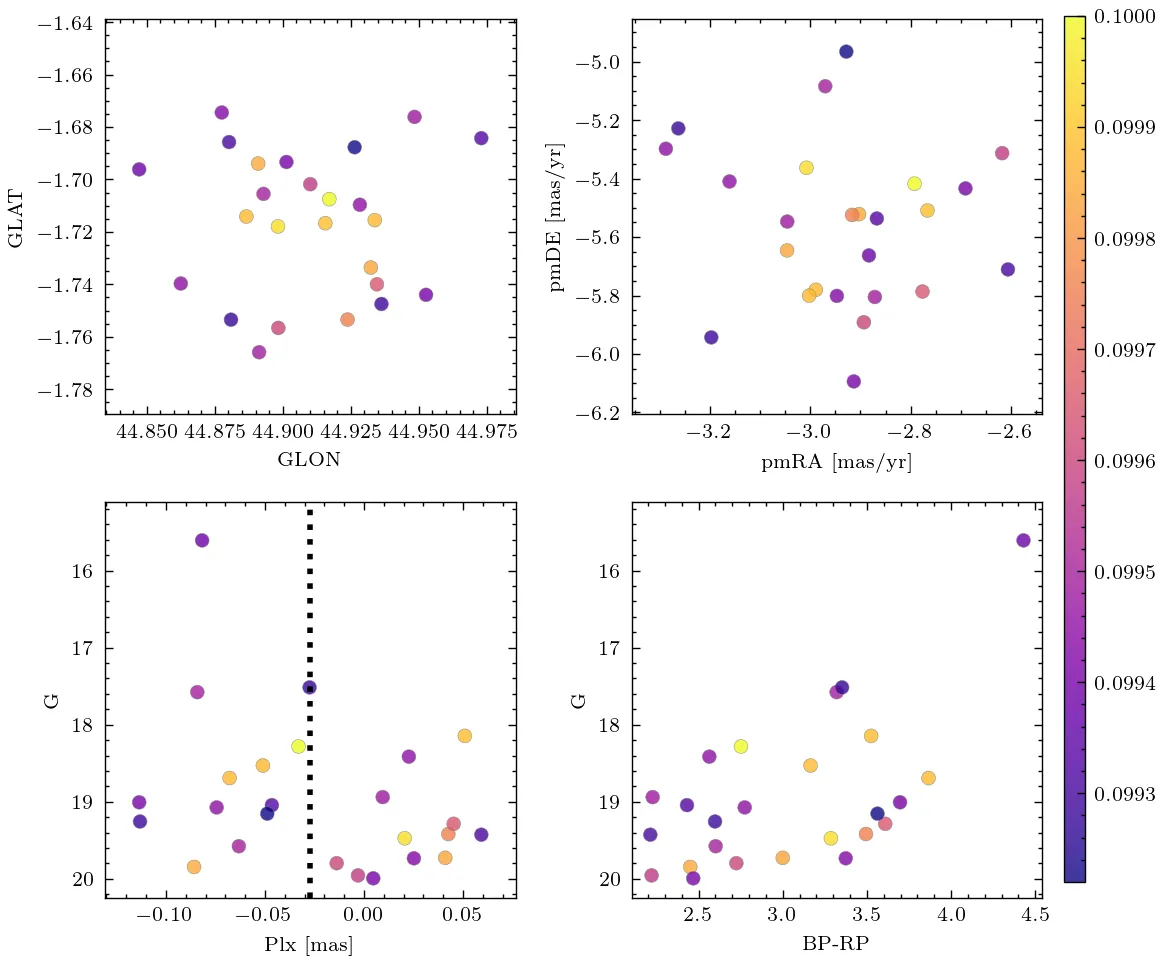 −1.64
−1.66
−1.68
−1.70
−1.72
−1.74
−1.76
−1.78
GLAT
44.850 44.875 44.900 44.925 44.950 44.975
GLON
−5.0
−5.2
−5.4
−5.6
−5.8
−6.0
−6.2
pmDE [mas/yr]
−3.2 −3.0 −2.8 −2.6
pmRA [mas/yr]
16
17
18
19
20
G
−0.10 −0.05 0.00 0.05
Plx [mas]
16
17
18
19
20
G
2.5 3.0 3.5 4.0 4.5
BP-RP
0.1000
0.0999
0.0998
0.0997
0.0996
0.0995
0.0994
0.0993